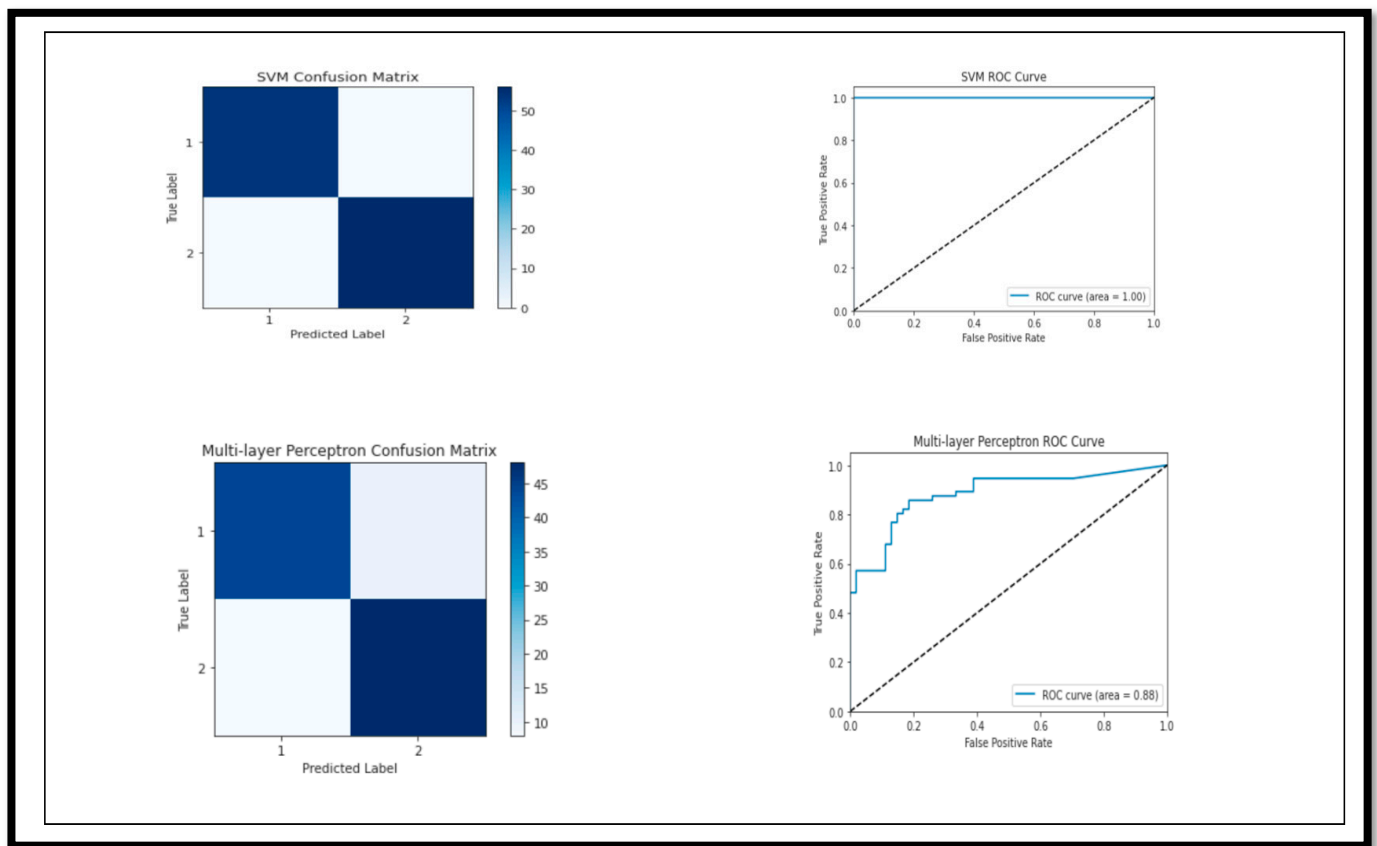 SVM Confusion Matrix
True Label
1
2
1
2
Predicted Label
50
40
30
20
10
0
SVM ROC Curve
True Positive Rate
1.0
0.8
0.6
0.4
0.2
0.0
ROC curve (area = 1.00)
0.0 0.2 0.4 0.6 0.8 1.0
False Positive Rate
Multi-layer Perceptron Confusion Matrix
True Label
1
2
1
2
Predicted Label
45
40
35
30
25
20
15
10
Multi-layer Perceptron ROC Curve
True Positive Rate
1.0
0.8
0.6
0.4
0.2
0.0
ROC curve (area = 0.88)
0.0 0.2 0.4 0.6 0.8 1.0
False Positive Rate